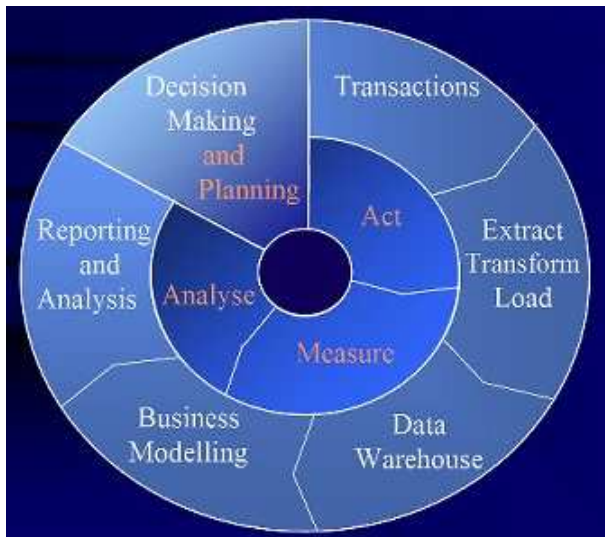 Decision
Making
and
Planning
Transactions
Act
Extract
Transform
Load
Reporting
and
Analysis
Analyse
Measure
Business
Modelling
Data
Warehouse